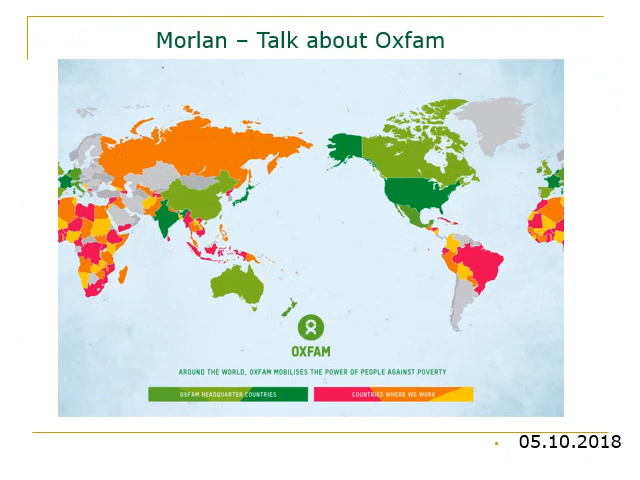 Morlan – Talk about Oxfam
OXFAM
AROUND THE WORLD, OXFAM MOBILISES THE POWER OF PEOPLE AGAINST POVERTY
OXFAM HEADQUARTER COUNTRIES
COUNTRIES WHERE WE WORK
05.10.2018